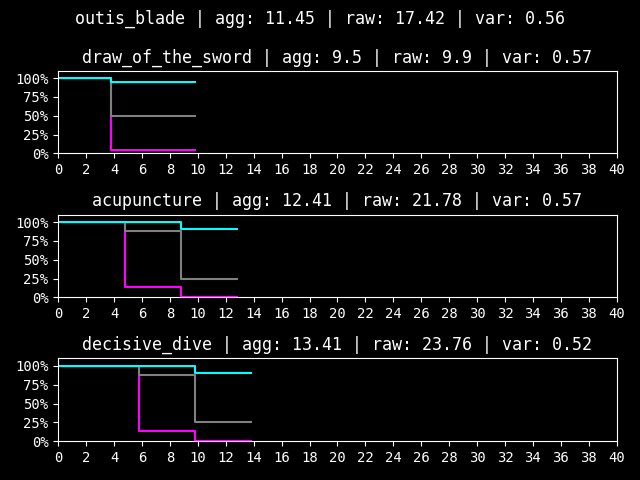 outis_blade | agg: 11.45 | raw: 17.42 | var: 0.56
draw_of_the_sword | agg: 9.5 | raw: 9.9 | var: 0.57
100%
75%
50%
25%
0%
0 2 4 6 8 10 12 14 16 18 20 22 24 26 28 30 32 34 36 38 40
acupuncture | agg: 12.41 | raw: 21.78 | var: 0.57
100%
75%
50%
25%
0%
0 2 4 6 8 10 12 14 16 18 20 22 24 26 28 30 32 34 36 38 40
decisive_dive | agg: 13.41 | raw: 23.76 | var: 0.52
100%
75%
50%
25%
0%
0 2 4 6 8 10 12 14 16 18 20 22 24 26 28 30 32 34 36 38 40